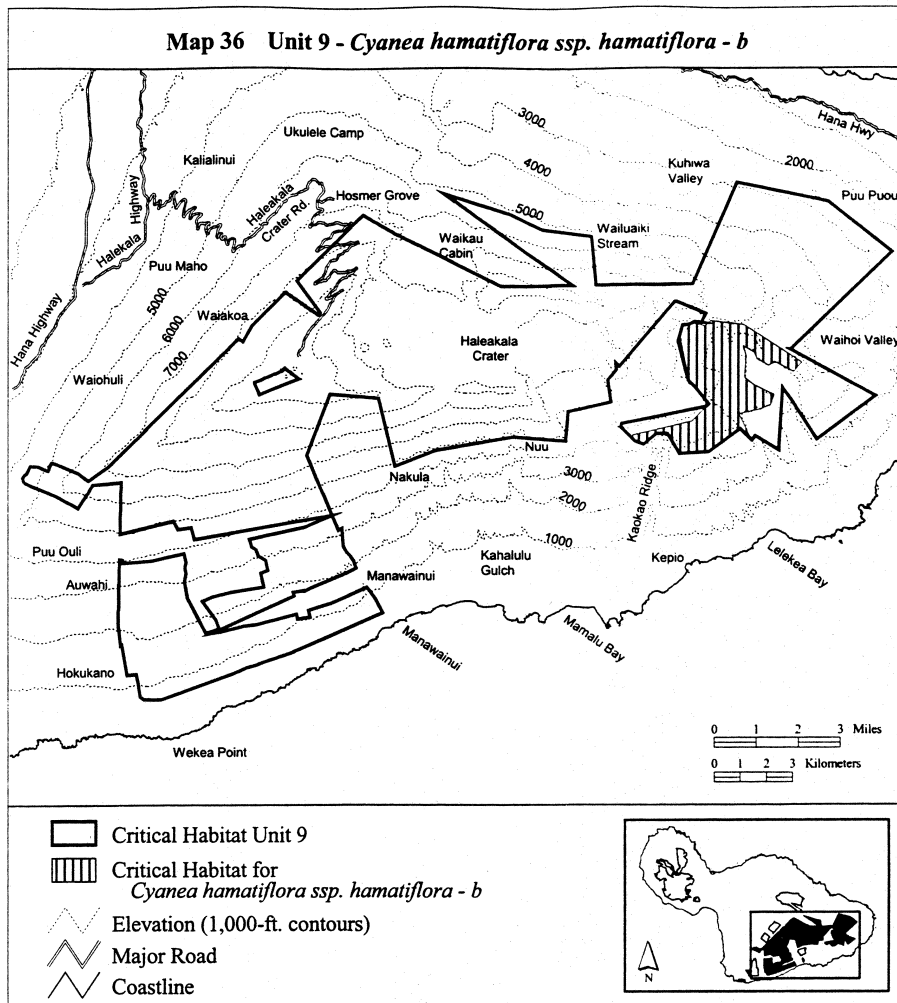 Map 36 Unit 9 - Cyanea hamatiflora ssp. hamatiflora - b
Hana Hwy
3000
Ukulele Camp
Kalialinui
4000
Kuhiwa
Valley
2000
Haleakala
Crater Rd.
Highway
Halekala
Hosmer Grove
Puu Puou
5000
Waikau
Cabin
Wailuaiki
Stream
Puu Maho
5000
6000
7000
Hana Highway
Waiakoa
Haleakala
Crater
Waihoi Valley
Waiohuli
Nuu
Nakula
3000
2000
1000
Kaokao Ridge
Puu Ouli
Auwahi
Manawainui
Kahalulu
Gulch
Kepio
Lelekea Bay
Mamalu Bay
Manawainui
Hokukano
Wekea Point
0 1 2 3 Miles
0 1 2 3 Kilometers
Critical Habitat Unit 9
Critical Habitat for
Cyanea hamatiflora ssp. hamatiflora - b
Elevation (1,000-ft. contours)
Major Road
Coastline
N